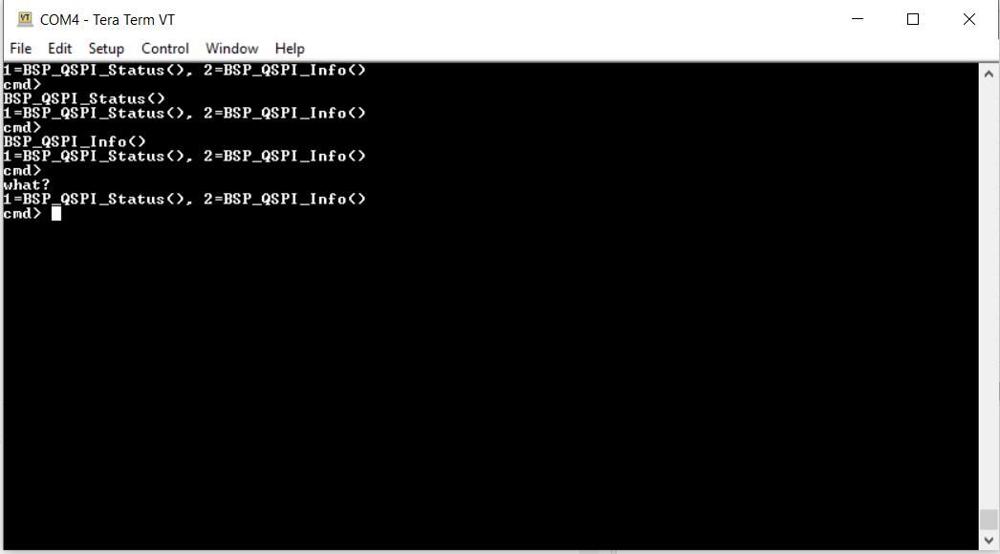 COM4 - Tera Term VT
File Edit Setup Control Window Help
1=BSP_QSPI_Status(), 2=BSP_QSPI_Info()
cmd>
BSP_QSPI_Status()
1=BSP_QSPI_Status(), 2=BSP_QSPI_Info()
cmd>
BSP_QSPI_Info()
1=BSP_QSPI_Status(), 2=BSP_QSPI_Info()
cmd>
what?
1=BSP_QSPI_Status(), 2=BSP_QSPI_Info()
cmd>